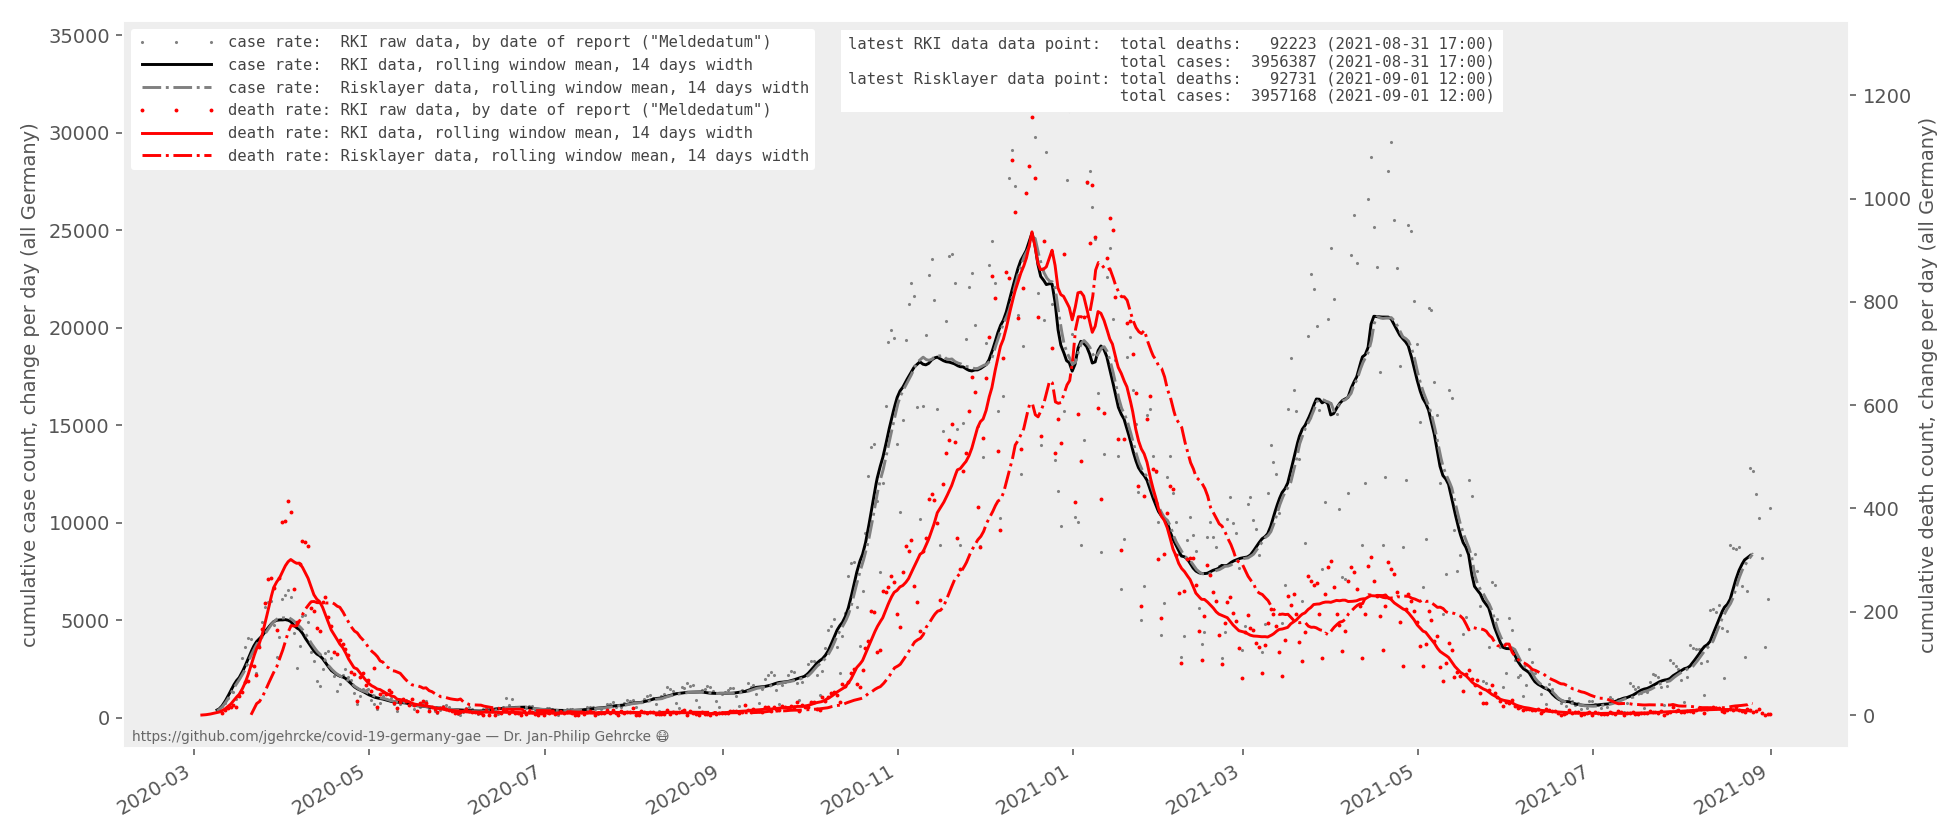 case rate:  RKI raw data, by date of report ("Meldedatum")
case rate:  RKI data, rolling window mean, 14 days width
case rate:  Risklayer data, rolling window mean, 14 days width
death rate: RKI raw data, by date of report ("Meldedatum")
death rate: RKI data, rolling window mean, 14 days width
death rate: Risklayer data, rolling window mean, 14 days width
latest RKI data data point:  total deaths:   92223 (2021-08-31 17:00)
total cases:  3956387 (2021-08-31 17:00)
latest Risklayer data point: total deaths:   92731 (2021-09-01 12:00)
total cases:  3957168 (2021-09-01 12:00)
cumulative case count, change per day (all Germany)
35000
30000
25000
20000
15000
10000
5000
0
cumulative death count, change per day (all Germany)
1200
1000
800
600
400
200
0
https://github.com/jgehrcke/covid-19-germany-gae — Dr. Jan-Philip Gehrcke 😷
2020-03
2020-05
2020-07
2020-09
2020-11
2021-01
2021-03
2021-05
2021-07
2021-09